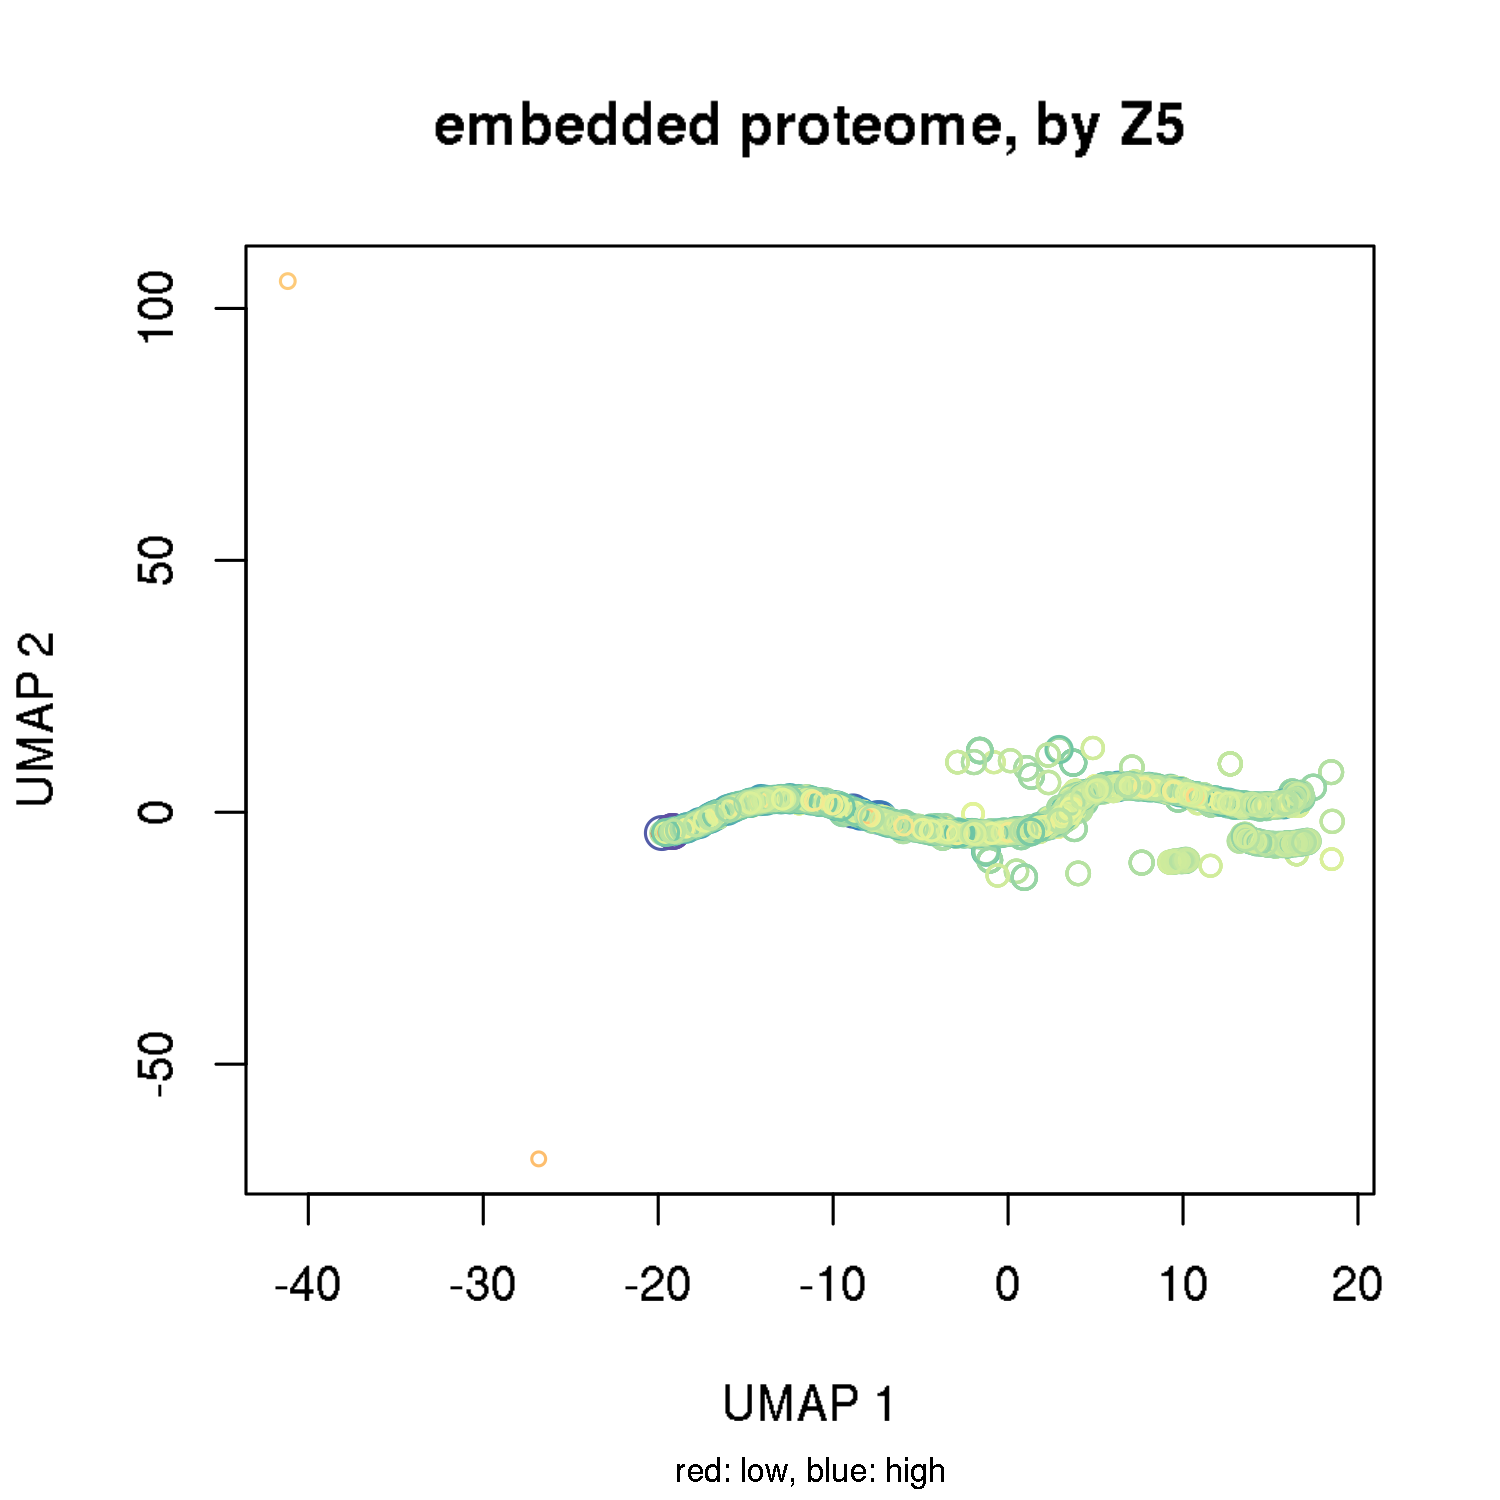 embedded proteome, by Z5
100
50
0
-50
UMAP 2
-40 -30 -20 -10 0 10 20
UMAP 1
red: low, blue: high